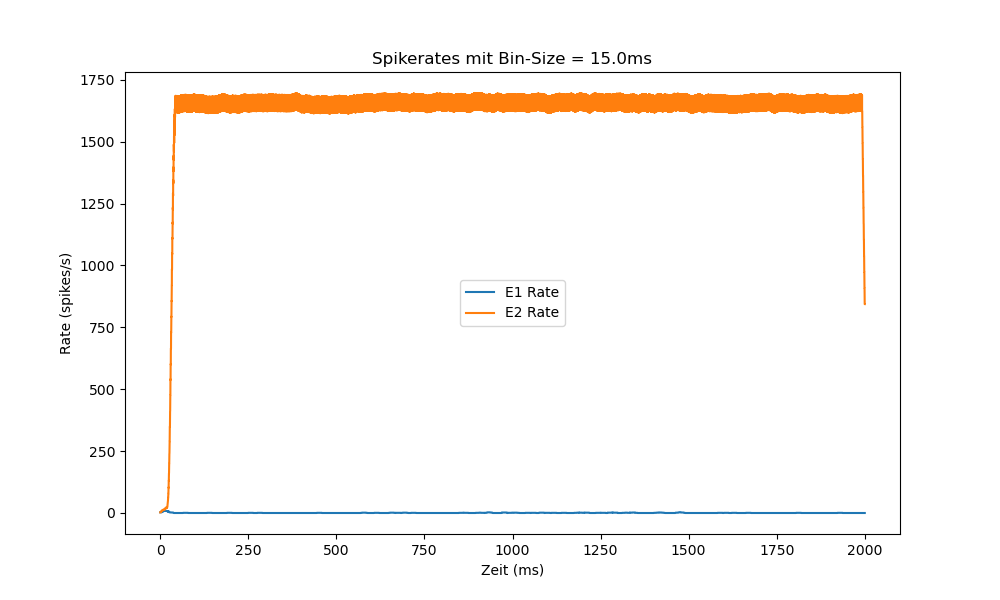 Spikerates mit Bin-Size = 15.0ms
1750
1500
1250
1000
750
500
250
0
Rate (spikes/s)
E1 Rate
E2 Rate
0 250 500 750 1000 1250 1500 1750 2000
Zeit (ms)